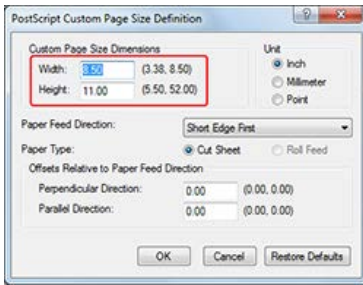 PostScript Custom Page Size Definition
Custom Page Size Dimensions
Width: 8.50 (3.38, 8.50)
Height: 11.00 (5.50, 52.00)
Unit
Inch
Millimeter
Point
Paper Feed Direction: Short Edge First
Paper Type: Cut Sheet Roll Feed
Offsets Relative to Paper Feed Direction
Perpendicular Direction: 0.00 (0.00, 0.00)
Parallel Direction: 0.00 (0.00, 0.00)
OK Cancel Restore Defaults